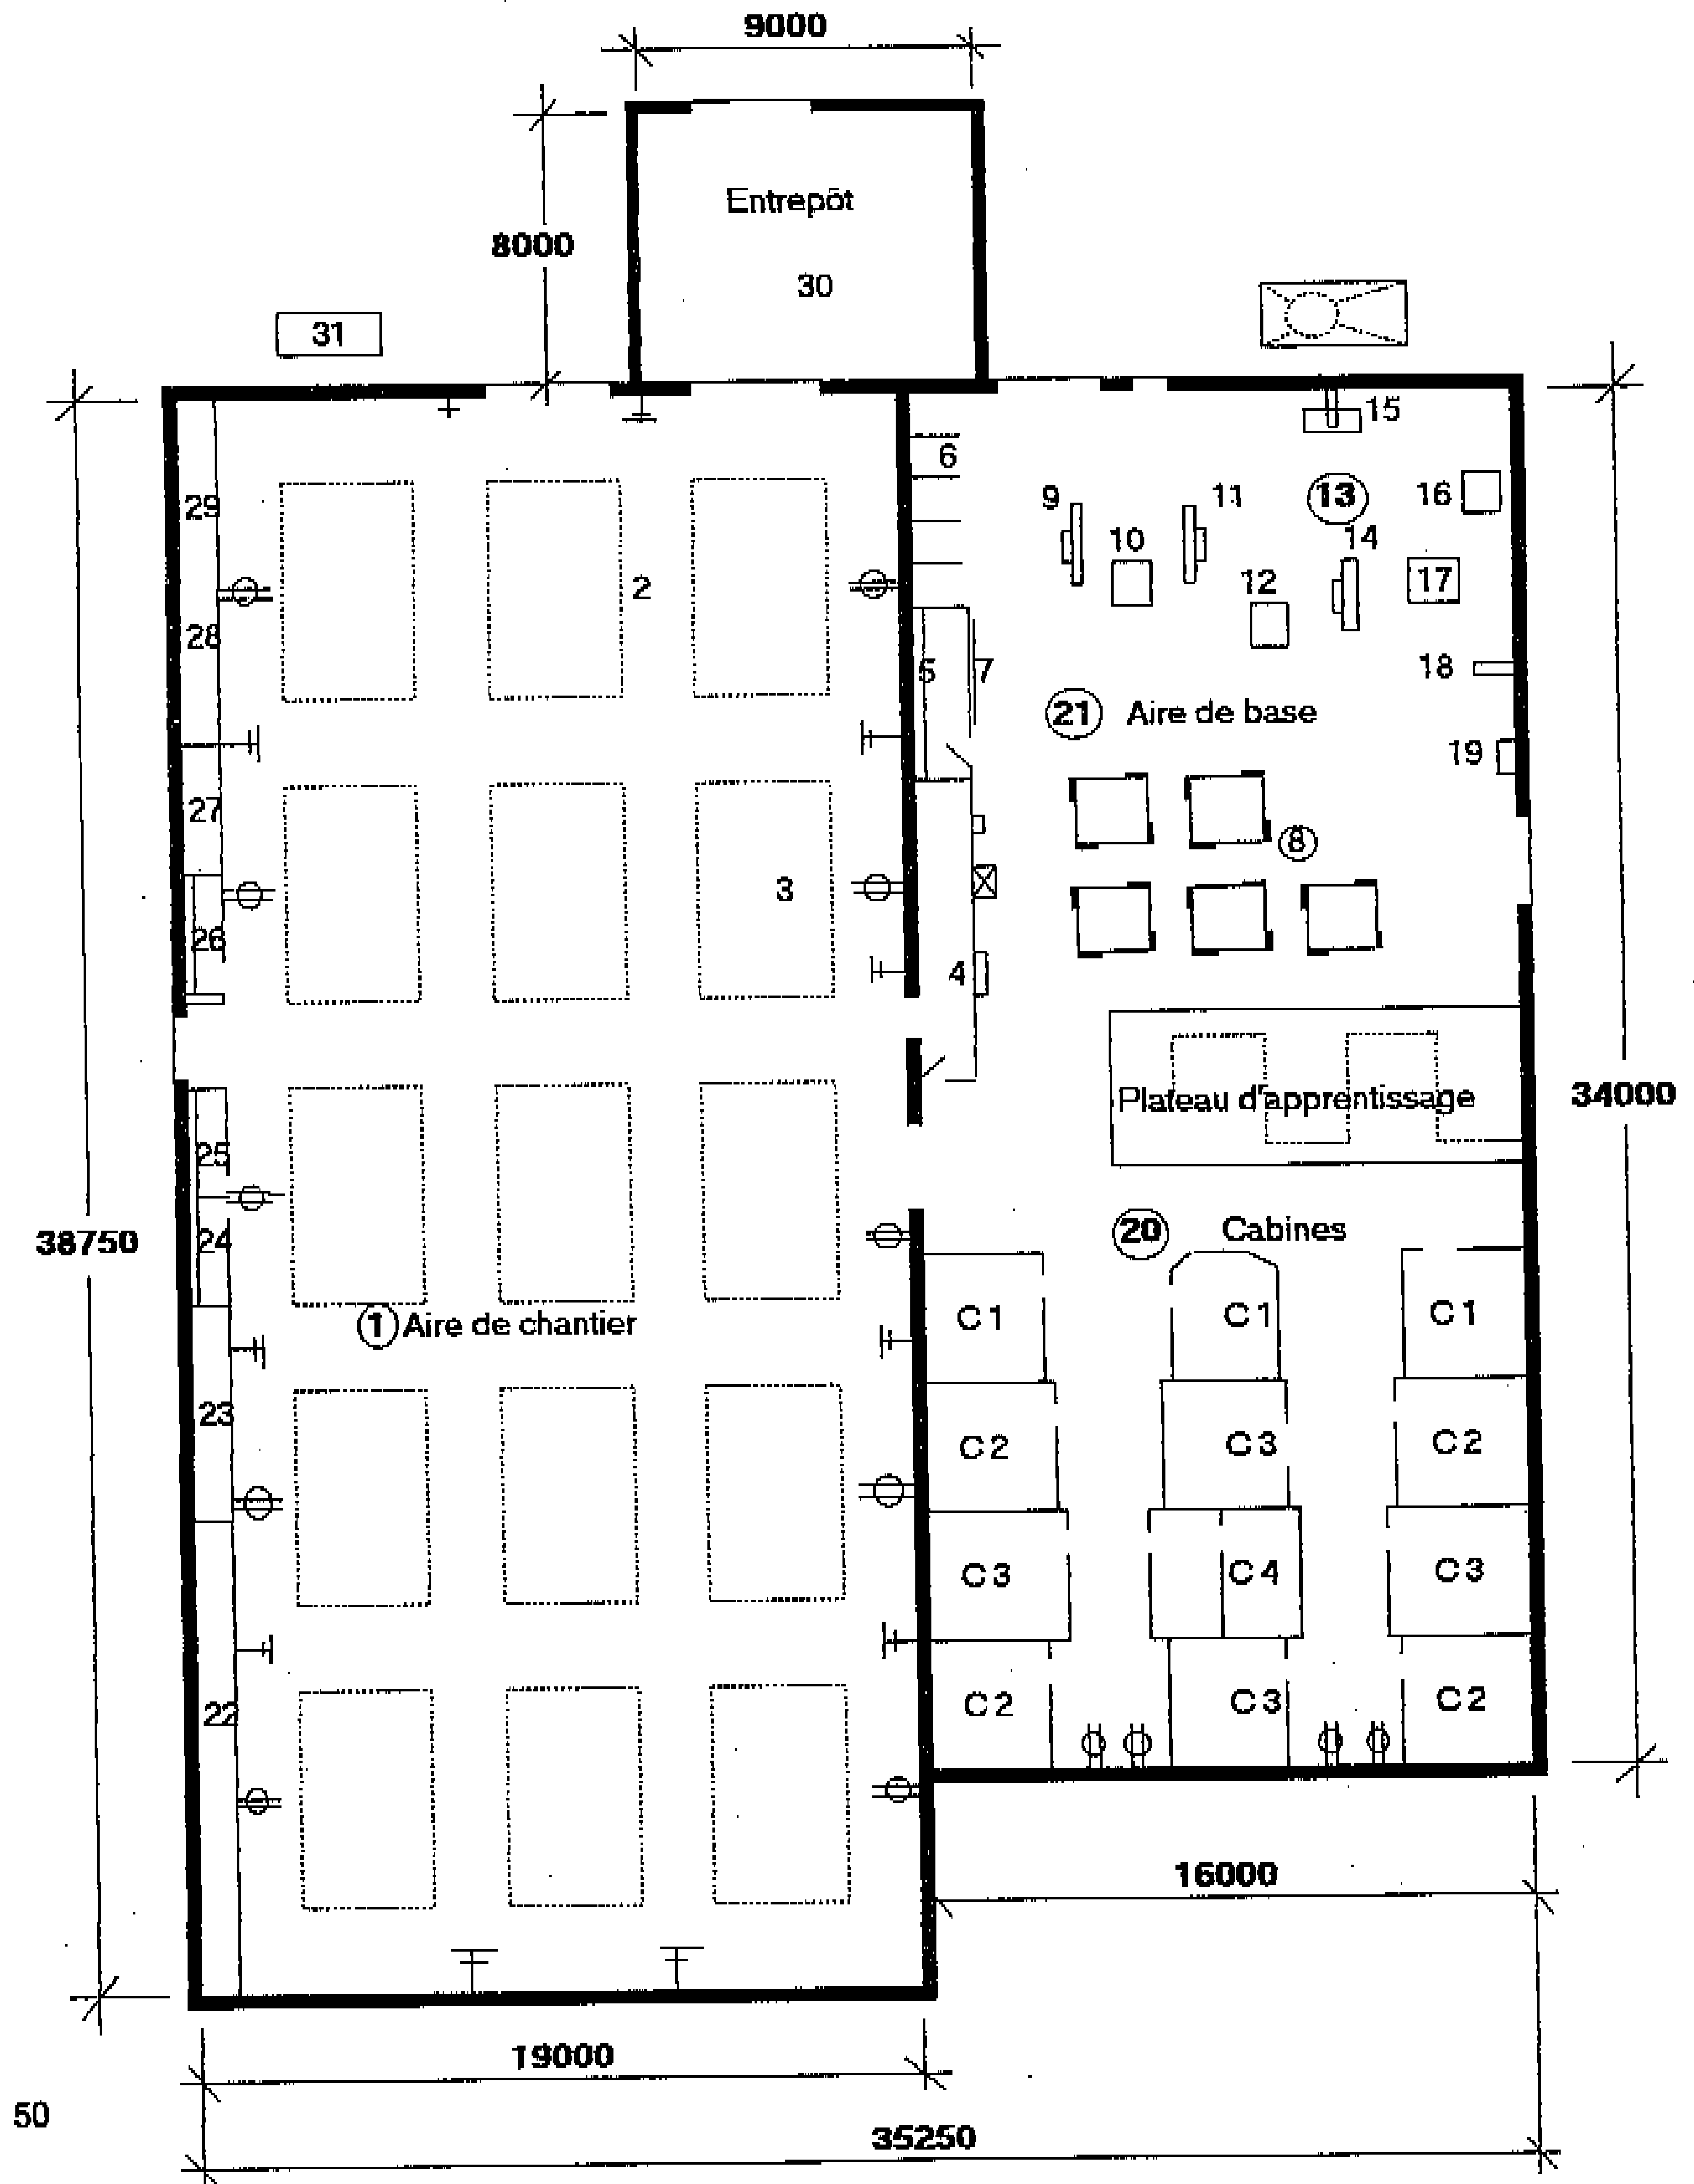 9000
Entrepôt
8000
30
31
15
6
29
9
11
13
16
10
14
2
12
17
28
5
7
18
21 Aire de base
19
27
8
3
26
4
Plateau d'apprentissage
34000
25
38750
24
20 Cabines
1 Aire de chantier
C1
C1
C1
23
C2
C3
C2
C3
C4
C3
22
C2
C3
C2
16000
19000
50
35250